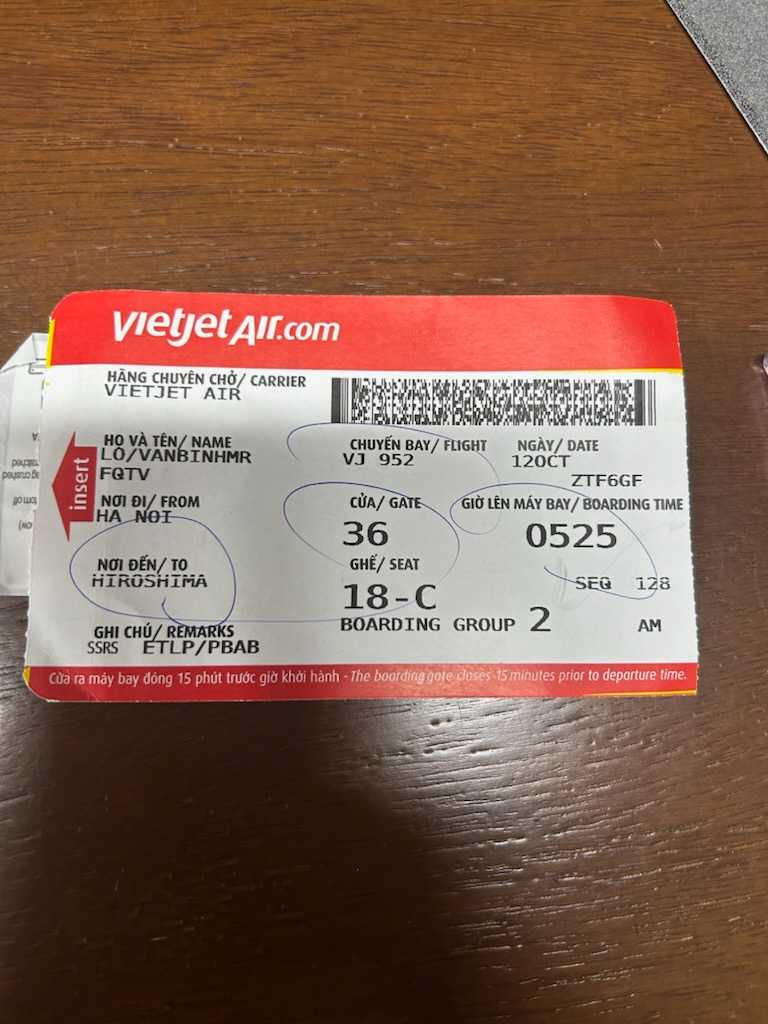 vietjetAir.com
HÃNG CHUYÊN CHỞ/ CARRIER
VIETJET AIR
HỌ VÀ TÊN/ NAME
LO/VANBINHMR
FQTV
CHUYẾN BAY/ FLIGHT
VJ 952
NGÀY/ DATE
12OCT
ZTF6GF
NƠI ĐI/ FROM
HA NOI
CỬA/ GATE
36
GIỜ LÊN MÁY BAY/ BOARDING TIME
0525
NƠI ĐẾN/ TO
HIROSHIMA
GHẾ/ SEAT
18-C
SEQ 128
BOARDING GROUP 2 AM
GHI CHÚ/ REMARKS
SSRS ETLP/PBAB
Cửa ra máy bay đóng 15 phút trước giờ khởi hành - The boarding gate closes 15 minutes prior to departure time.
insert